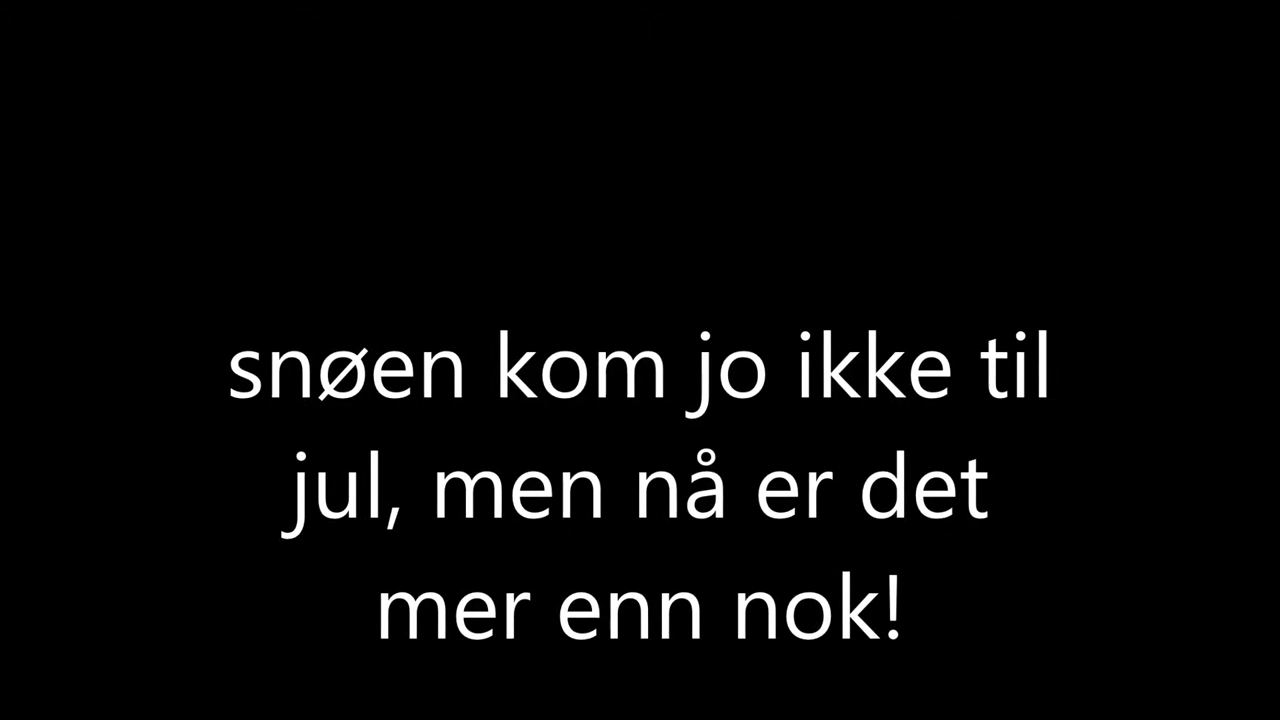 snøen kom jo ikke til
jul, men nå er det
mer enn nok!